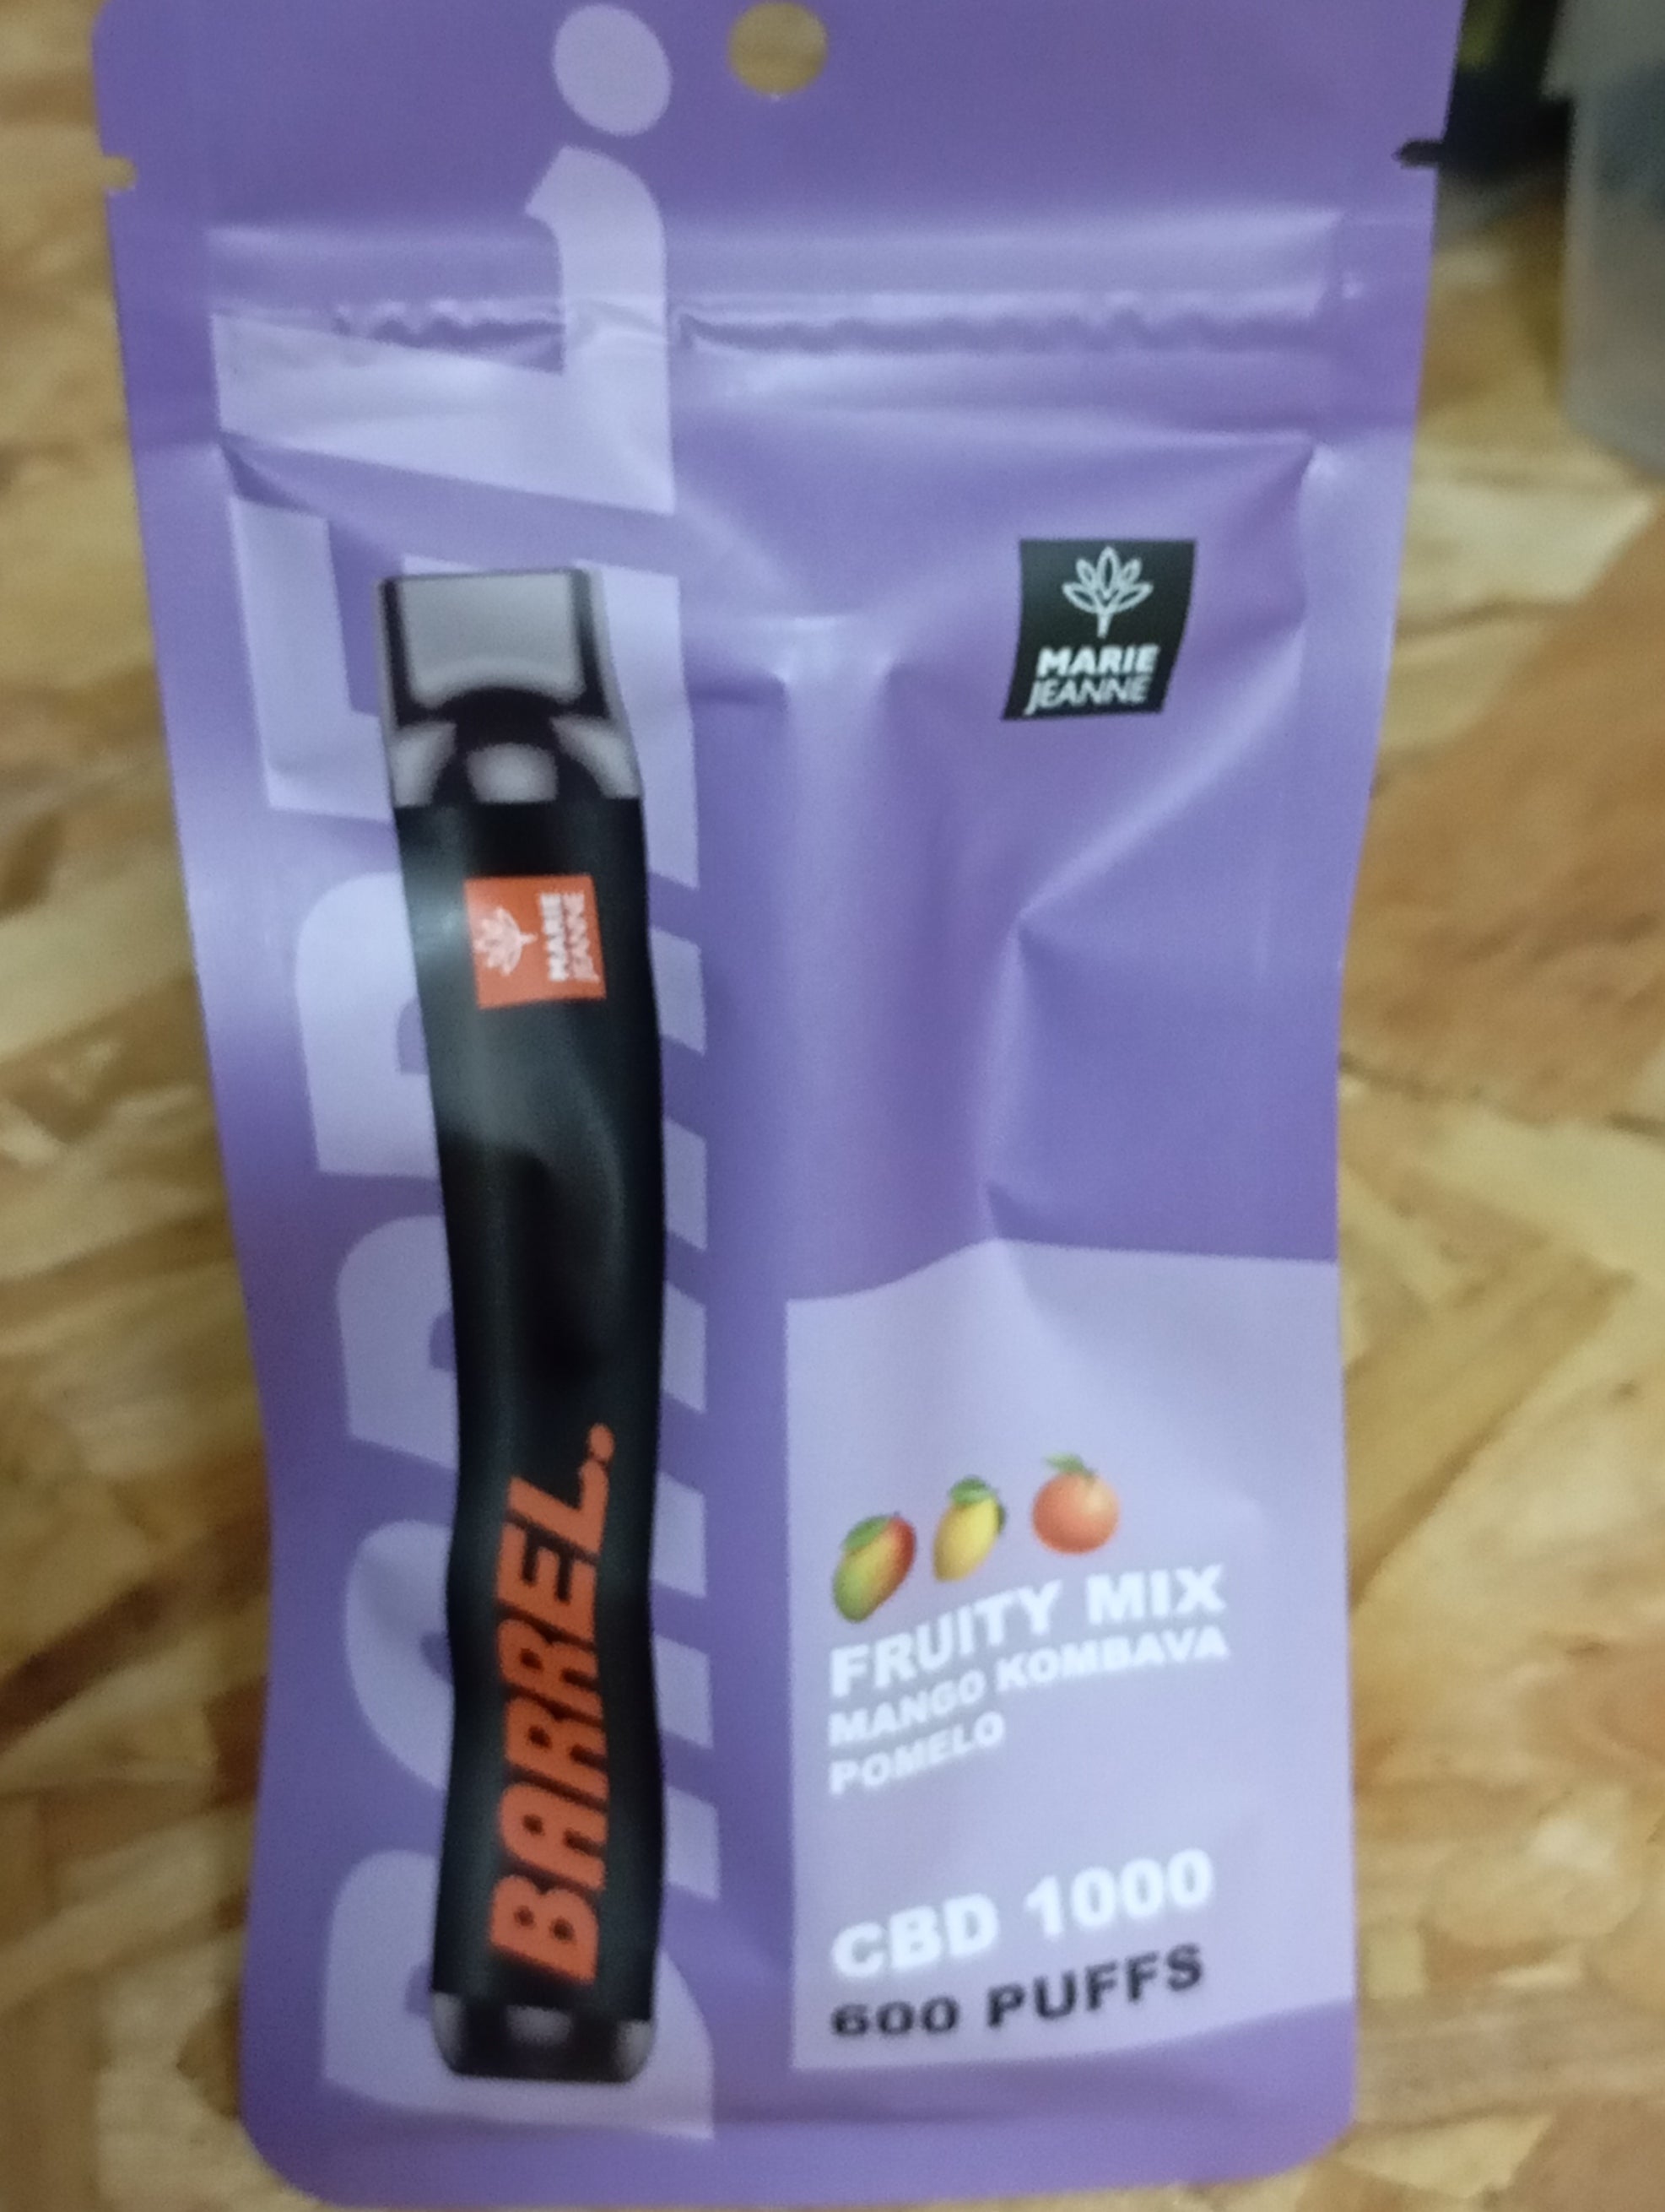 MARIE
JEANNE
MARIE
JEANNE
BARREL.
FRUITY MIX
MANGO KOMBAVA
POMELO
CBD 1000
600 PUFFS